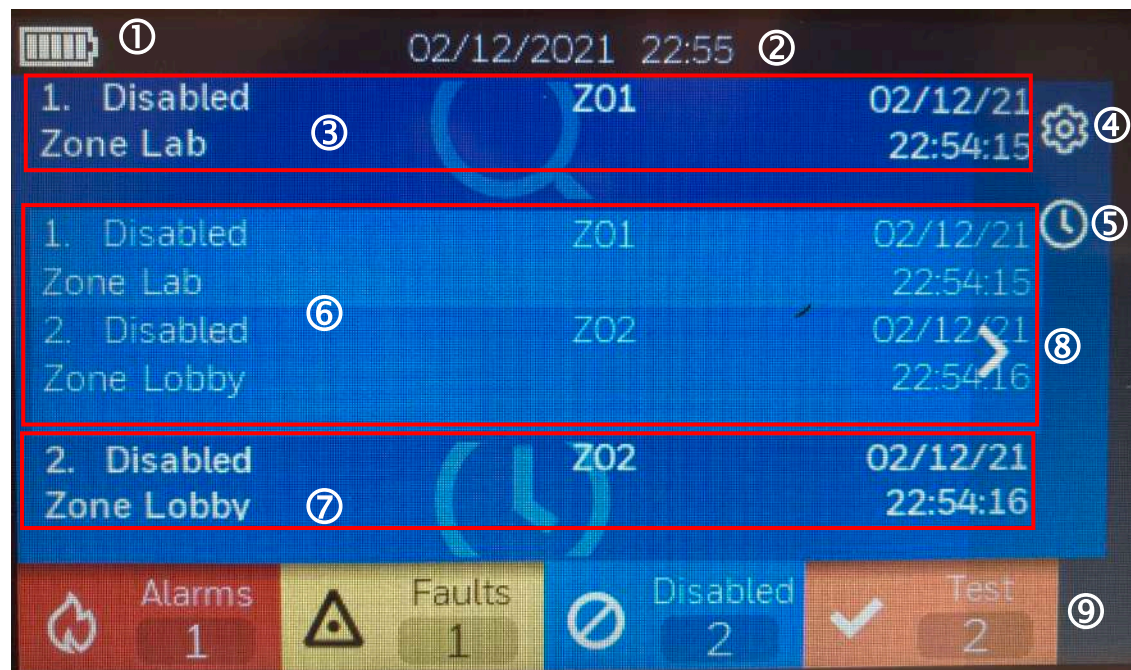 ① 02/12/2021 22:55 ②
1. Disabled Z01 02/12/21
Zone Lab ③ 22:54:15 ④
1. Disabled Z01 02/12/21 ⑤
Zone Lab 22:54:15
⑥
2. Disabled Z02 02/12/21 ⑧
Zone Lobby 22:54:16
2. Disabled Z02 02/12/21
Zone Lobby ⑦ 22:54:16
Alarms Faults Disabled Test ⑨
1 1 2 2